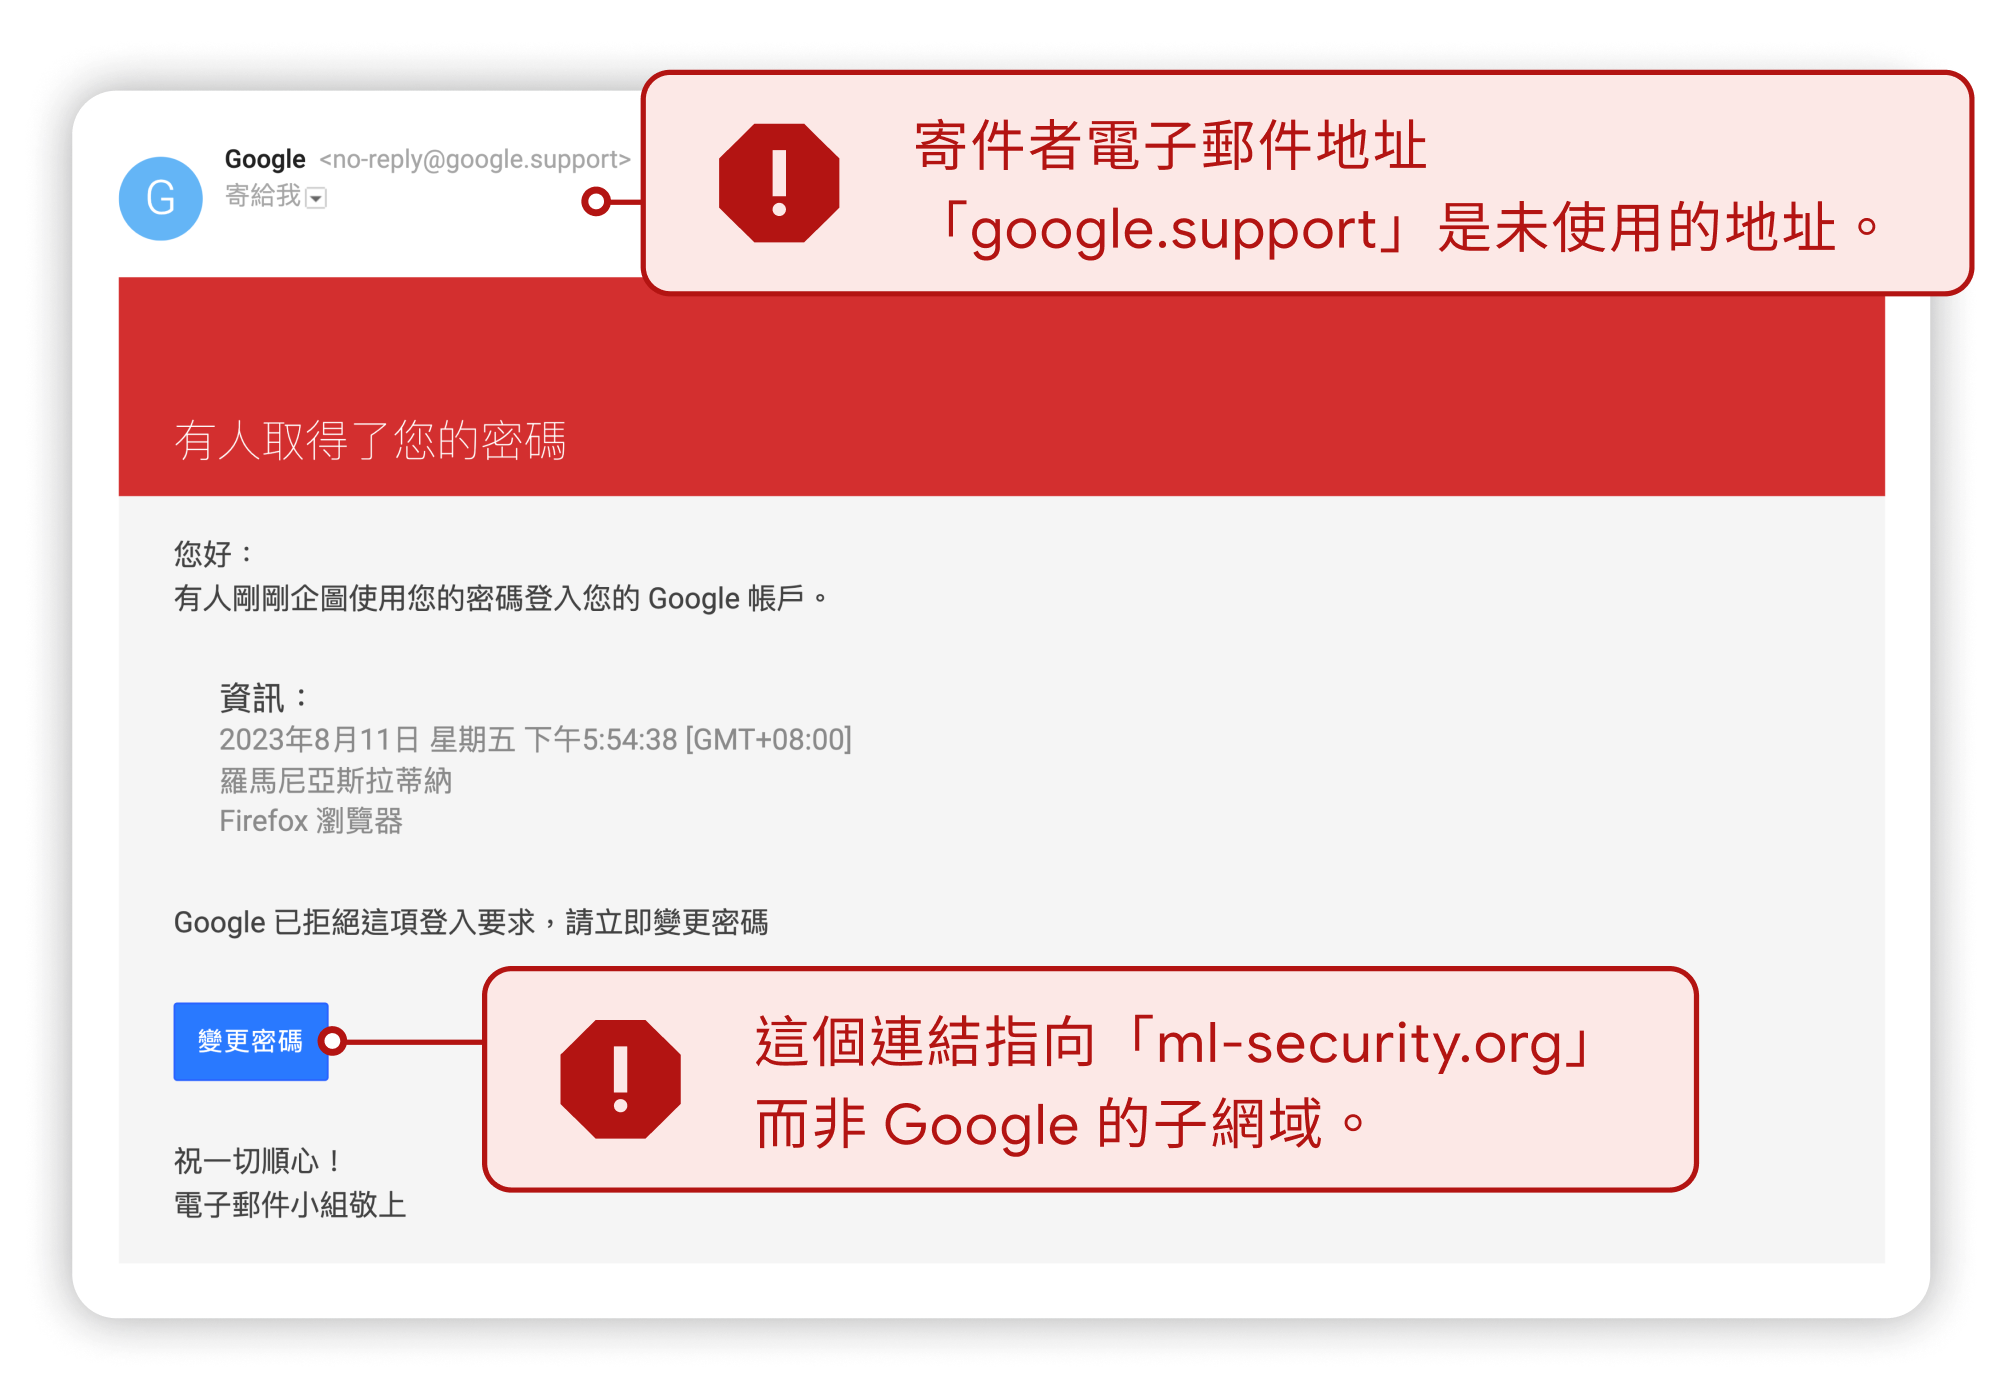 Google <no-reply@google.support>
寄給我
G
寄件者電子郵件地址
「google.support」是未使用的地址。
有人取得了您的密碼
您好：
有人剛剛企圖使用您的密碼登入您的 Google 帳戶。
資訊：
2023年8月11日 星期五 下午5:54:38 [GMT+08:00]
羅馬尼亞斯拉蒂納
Firefox 瀏覽器
Google 已拒絕這項登入要求，請立即變更密碼
變更密碼
這個連結指向「ml-security.org」
而非 Google 的子網域。
祝一切順心！
電子郵件小組敬上